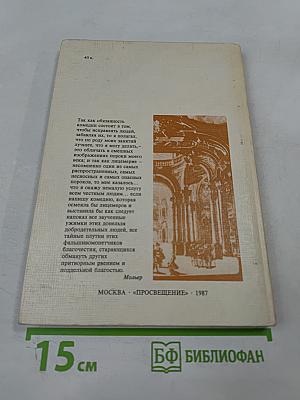 40 к.
Так как обязанность
комедии состоит в том,
чтобы исправлять людей,
забавляя их, то я полагал,
что по роду моих занятий
лучшее, что я могу делать,–
это обличать в смешных
изображениях пороки моего
века; и так как лицемерие –
несомненно один из самых
распространенных, самых
несносных и самых опасных
пороков, то мне казалось...
что я окажу немалую услугу
всем честным людям... если
напишу комедию, которая
осмеяла бы лицемеров и
выставила бы как следует
напоказ все заученные
ужимки этих донельзя
добродетельных людей, все
тайные плутни этих
фальшивомонетчиков
благочестия, старающихся
обмануть других
притворным рвением и
поддельной благостью.
Мольер
МОСКВА · «ПРОСВЕЩЕНИЕ» · 1987
15 см
БФ БИБЛИОФАН